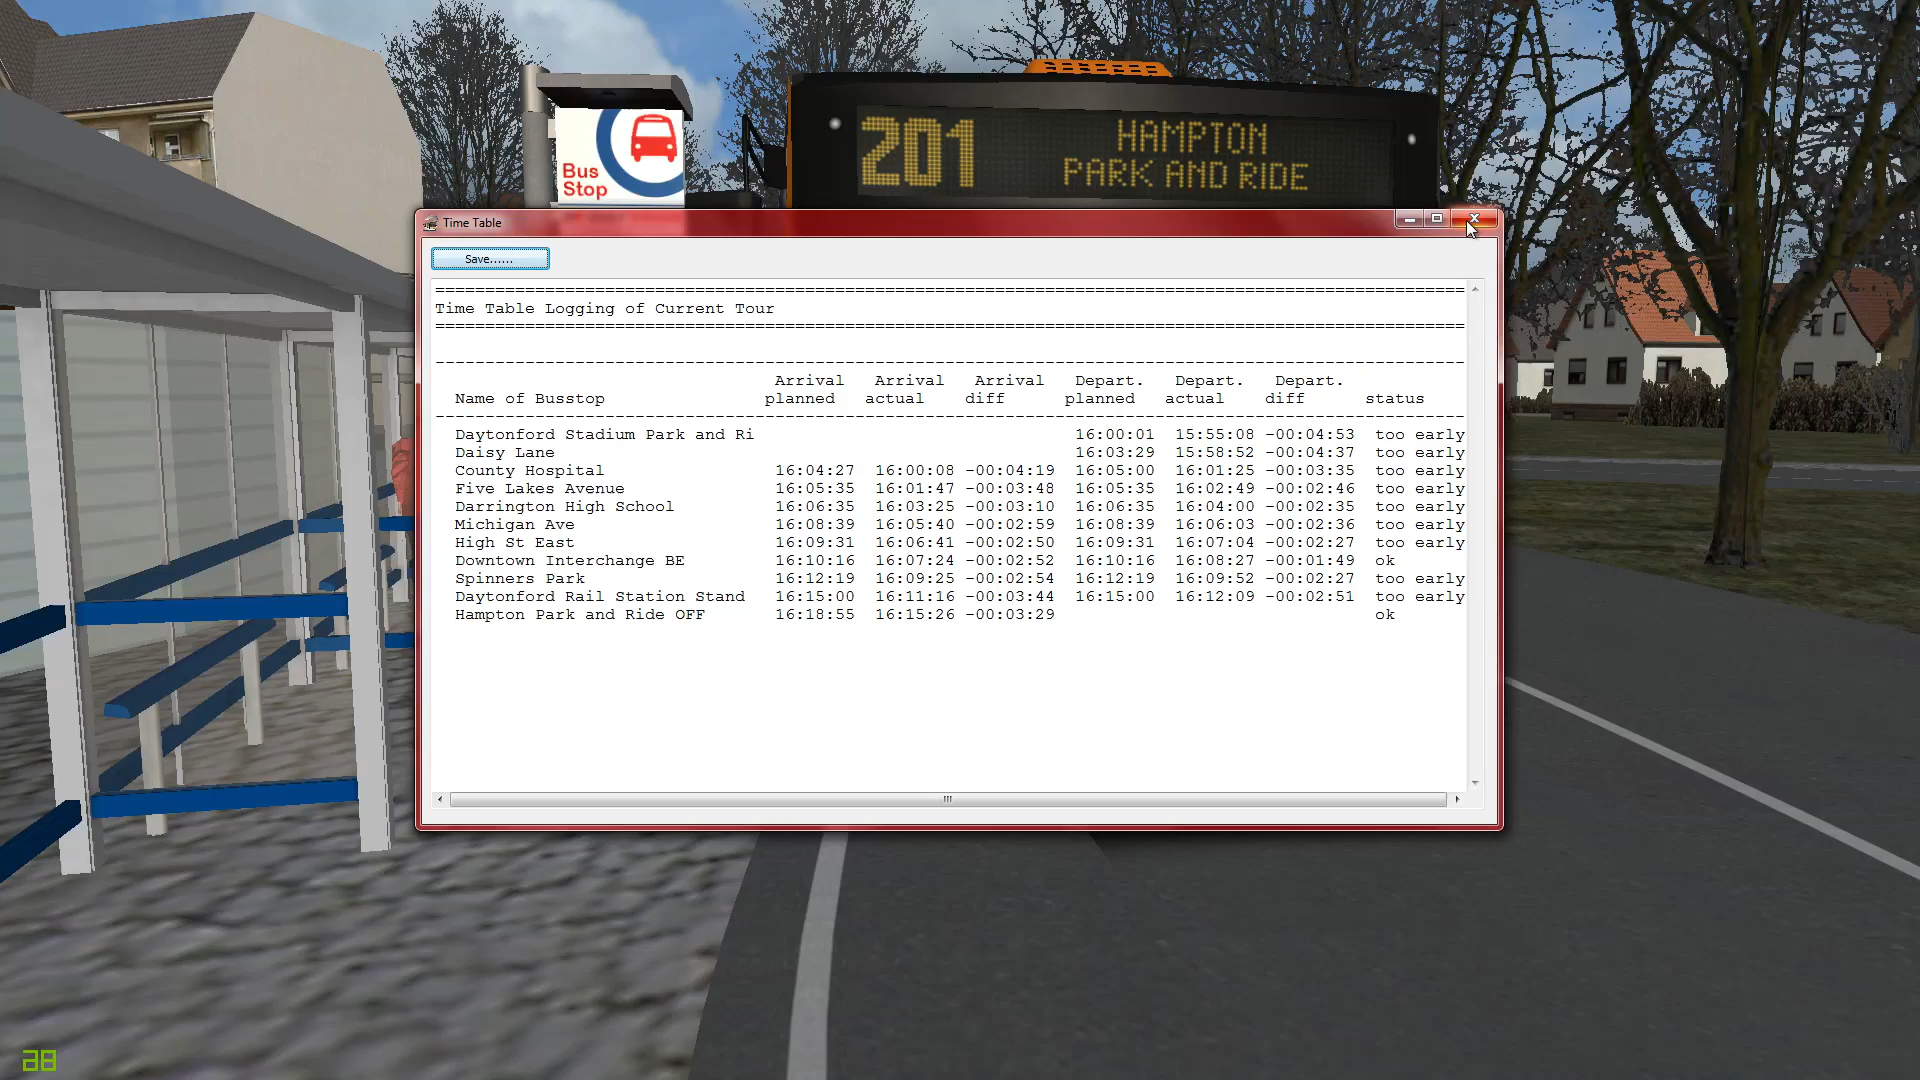 201 HAMPTON
PARK AND RIDE
Bus
Stop
Time Table
Save......
Time Table Logging of Current Tour
Arrival Arrival Arrival Depart. Depart. Depart.
Name of Busstop planned actual diff planned actual diff status
Daytonford Stadium Park and Ri 16:00:01 15:55:08 -00:04:53 too early
Daisy Lane 16:03:29 15:58:52 -00:04:37 too early
County Hospital 16:04:27 16:00:08 -00:04:19 16:05:00 16:01:25 -00:03:35 too early
Five Lakes Avenue 16:05:35 16:01:47 -00:03:48 16:05:35 16:02:49 -00:02:46 too early
Darrington High School 16:06:35 16:03:25 -00:03:10 16:06:35 16:04:00 -00:02:35 too early
Michigan Ave 16:08:39 16:05:40 -00:02:59 16:08:39 16:06:03 -00:02:36 too early
High St East 16:09:31 16:06:41 -00:02:50 16:09:31 16:07:04 -00:02:27 too early
Downtown Interchange BE 16:10:16 16:07:24 -00:02:52 16:10:16 16:08:27 -00:01:49 ok
Spinners Park 16:12:19 16:09:25 -00:02:54 16:12:19 16:09:52 -00:02:27 too early
Daytonford Rail Station Stand 16:15:00 16:11:16 -00:03:44 16:15:00 16:12:09 -00:02:51 too early
Hampton Park and Ride OFF 16:18:55 16:15:26 -00:03:29 ok
38